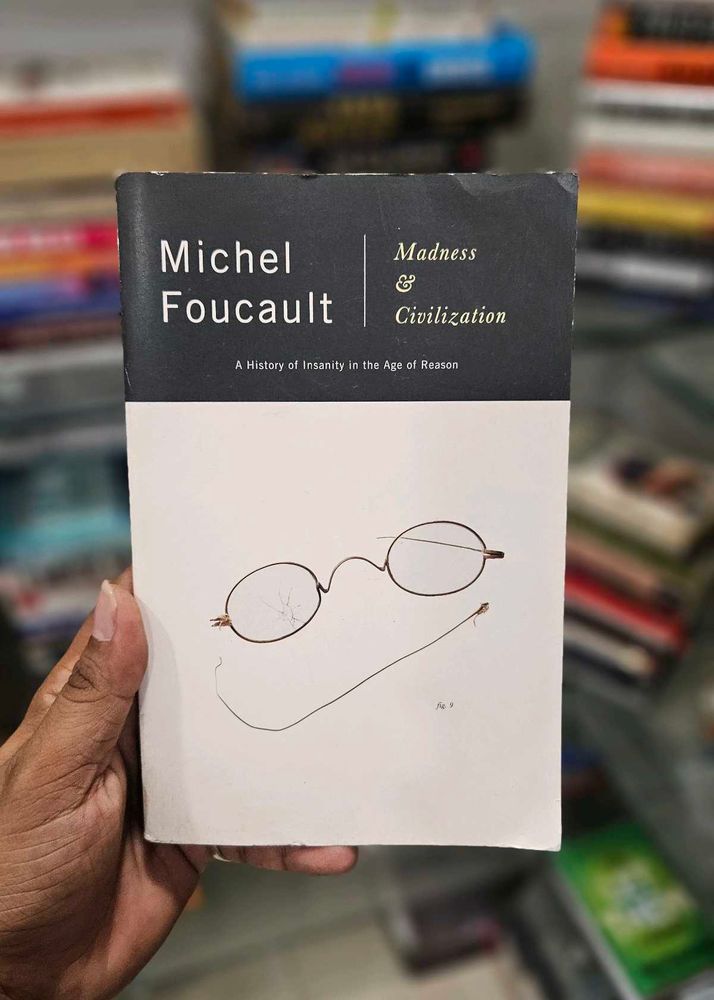 Michel
Foucault
Madness
&
Civilization
A History of Insanity in the Age of Reason
fig. 9